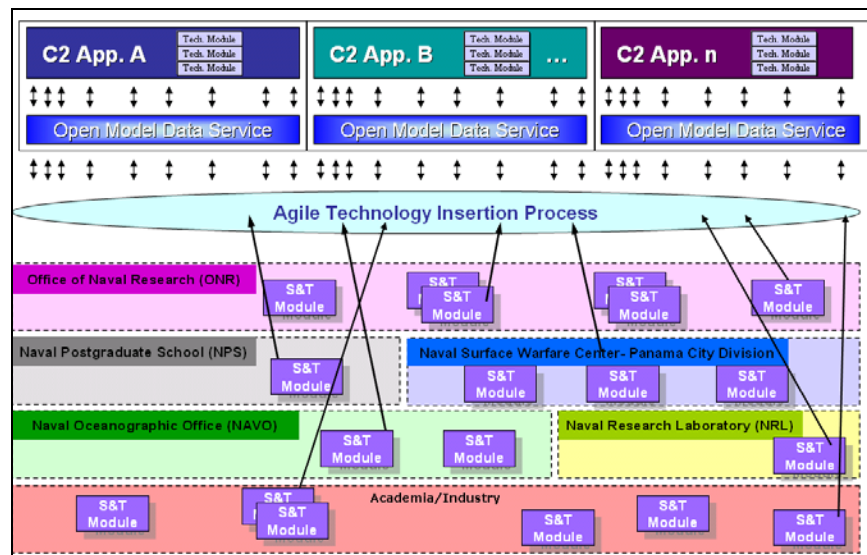 C2 App. A
Tech. Module
Tech. Module
Tech. Module
C2 App. B
Tech. Module
Tech. Module
Tech. Module
...
C2 App. n
Tech. Module
Tech. Module
Tech. Module
Open Model Data Service
Open Model Data Service
Open Model Data Service
Agile Technology Insertion Process
Office of Naval Research (ONR)
S&T
Module
S&T
S&T
Module
S&T
S&T
Module
S&T
Module
Naval Postgraduate School (NPS)
S&T
Module
Naval Surface Warfare Center- Panama City Division
S&T
Module
S&T
Module
S&T
Module
Naval Oceanographic Office (NAVO)
S&T
Module
S&T
Module
Naval Research Laboratory (NRL)
S&T
Module
Academia/Industry
S&T
Module
S&T
S&T
Module
S&T
Module
S&T
Module
S&T
Module